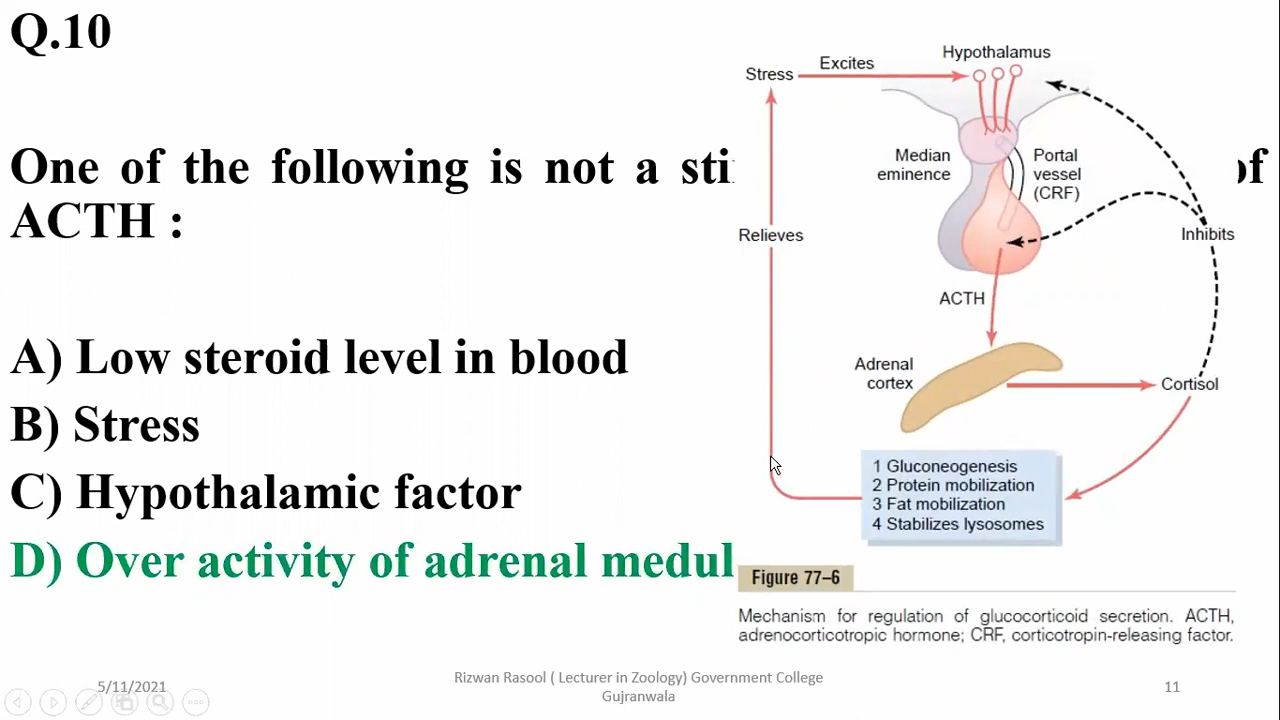 Q.10
One of the following is not a
of
ACTH :
A) Low steroid level in blood
B) Stress
C) Hypothalamic factor
D) Over activity of adrenal medul
Hypothalamus
Stress
Excites
Median
eminence
Portal
vessel
(CRF)
Relieves
Inhibits
ACTH
Adrenal
cortex
Cortisol
1 Gluconeogenesis
2 Protein mobilization
3 Fat mobilization
4 Stabilizes lysosomes
Figure 77–6
Mechanism for regulation of glucocorticoid secretion. ACTH,
adrenocorticotropic hormone; CRF, corticotropin-releasing factor.
5/11/2021
Rizwan Rasool ( Lecturer in Zoology) Government College
Gujranwala
11